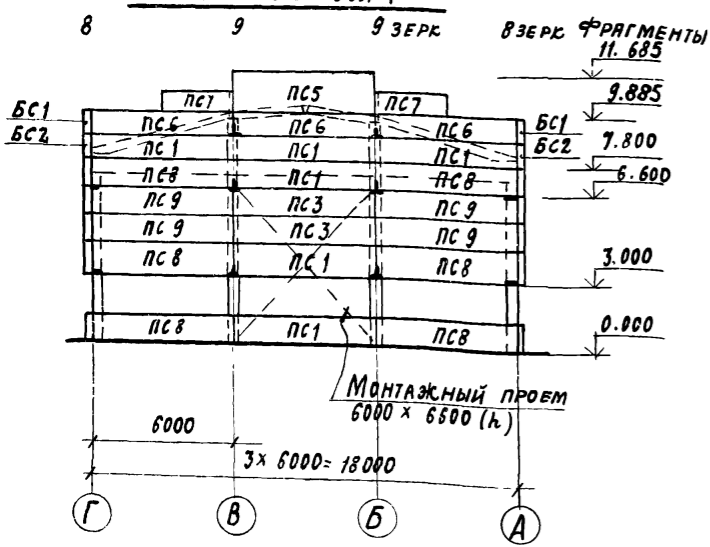 8 9 9 ЗЕРК 8 ЗЕРК ФРАГМЕНТЫ
11.685
ПС7 ПС5 ПС7
9.885
БС1 ПС6 ПС6 ПС6 БС1
БС2 ПС1 ПС1 ПС1 БС2
7.800
ПС8 ПС1 ПС8
6.600
ПС9 ПС3 ПС9
ПС9 ПС3 ПС9
ПС8 ПС1 ПС8
3.000
ПС8 ПС1 ПС8
0.000
МОНТАЖНЫЙ ПРОЕМ
6000 × 6500 (h)
6000
3 × 6000 = 18000
Г В Б А